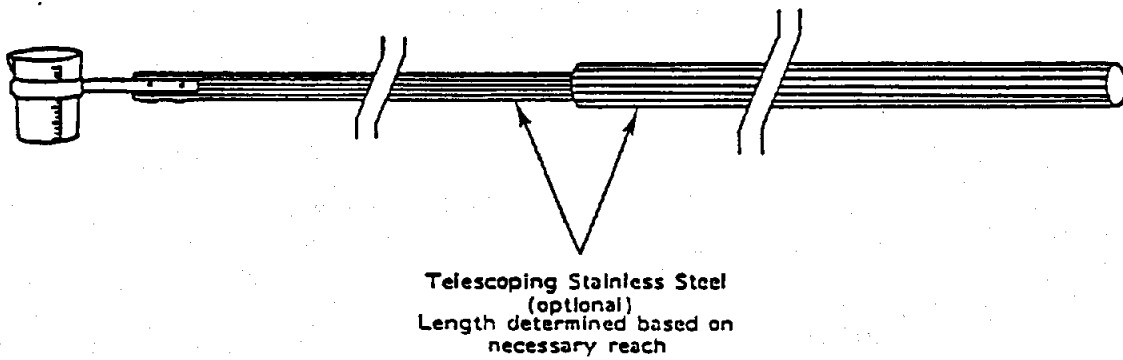 Telescoping Stainless Steel
(optional)
Length determined based on
necessary reach